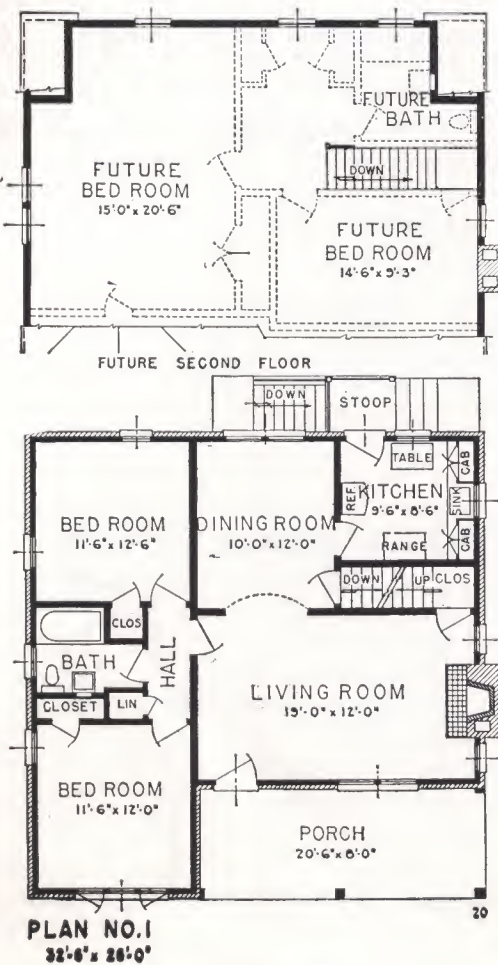 FUTURE
BATH
DOWN
FUTURE
BED ROOM
15'-0" x 20'-6"
FUTURE
BED ROOM
14'-6" x 9'-3"
FUTURE SECOND FLOOR
DOWN
STOOP
TABLE
CAB
REF.
KITCHEN
9'-6" x 8'-6"
SINK
RANGE
CAB
BED ROOM
11'-6" x 12'-6"
DINING ROOM
10'-0" x 12'-0"
DOWN
UP
CLOS
CLOS
BATH
HALL
CLOSET
LIN
LIVING ROOM
19'-0" x 12'-0"
BED ROOM
11'-6" x 12'-0"
PORCH
20'-6" x 8'-0"
20
PLAN NO.1
32'-6" x 26'-0"